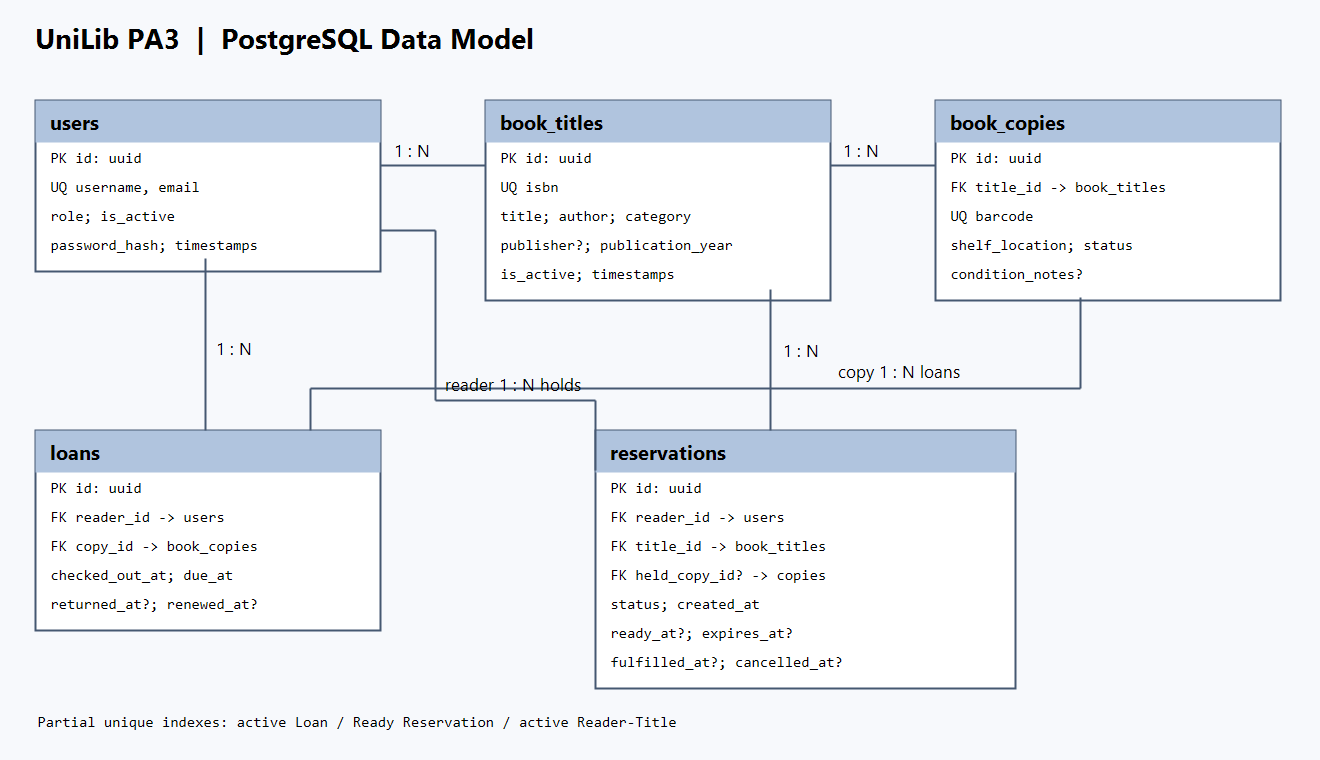 UniLib PA3 | PostgreSQL Data Model
users
PK id: uuid
UQ username, email
role; is_active
password_hash; timestamps
1 : N
book_titles
PK id: uuid
UQ isbn
title; author; category
publisher?; publication_year
is_active; timestamps
1 : N
book_copies
PK id: uuid
FK title_id -> book_titles
UQ barcode
shelf_location; status
condition_notes?
1 : N
1 : N
copy 1 : N loans
reader 1 : N holds
loans
PK id: uuid
FK reader_id -> users
FK copy_id -> book_copies
checked_out_at; due_at
returned_at?; renewed_at?
reservations
PK id: uuid
FK reader_id -> users
FK title_id -> book_titles
FK held_copy_id? -> copies
status; created_at
ready_at?; expires_at?
fulfilled_at?; cancelled_at?
Partial unique indexes: active Loan / Ready Reservation / active Reader-Title